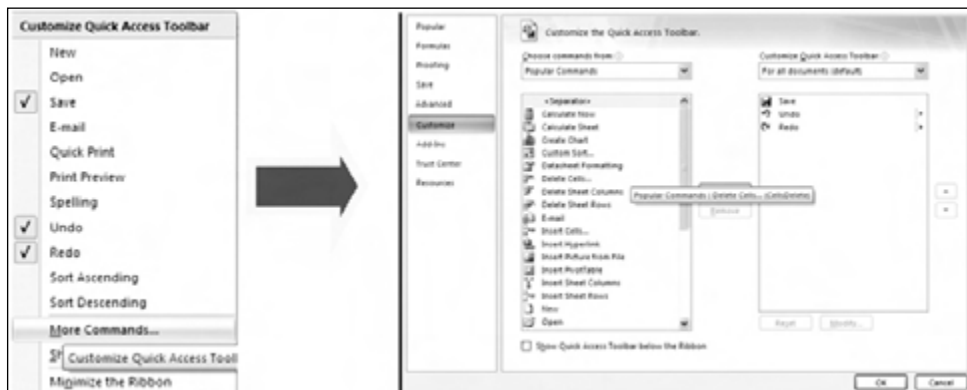 Customize Quick Access Toolbar
New
Open
Save
E-mail
Quick Print
Print Preview
Spelling
Undo
Redo
Sort Ascending
Sort Descending
More Commands...
Customize Quick Access Tool
Minimize the Ribbon
Popular
Formulas
Proofing
Save
Advanced
Customize
Add-Ins
Trust Center
Resources
Customize the Quick Access Toolbar.
Choose commands from:
Popular Commands
<Separator>
Calculate Now
Calculate Sheet
Create Chart
Custom Sort...
Datasheet Formatting
Delete Cells...
Delete Sheet Columns
Delete Sheet Rows
E-mail
Insert Cells...
Insert Hyperlink
Insert Picture from File
Insert PivotTable
Insert Sheet Columns
Insert Sheet Rows
New
Open
Show Quick Access Toolbar below the Ribbon
Popular Commands | Delete Cells... (CellsDelete)
Remove
Customize Quick Access Toolbar:
For all documents (default)
Save
Undo
Redo
Reset
Modify...
OK
Cancel